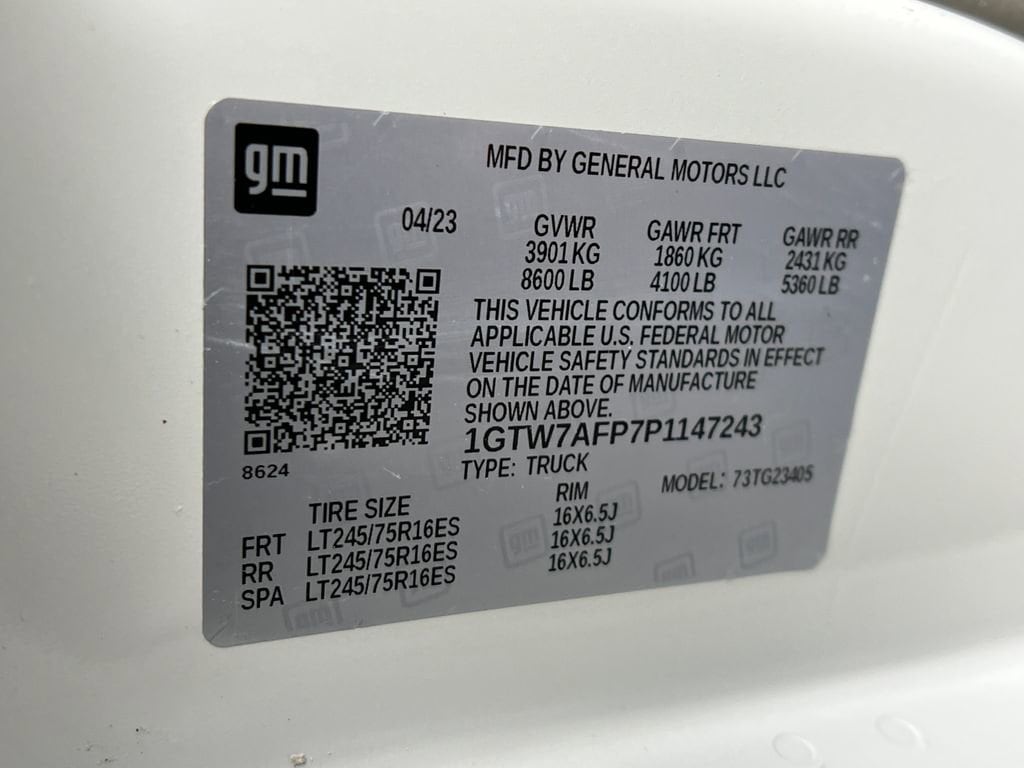 gm
MFD BY GENERAL MOTORS LLC
04/23
GVWR GAWR FRT GAWR RR
3901 KG 1860 KG 2431 KG
8600 LB 4100 LB 5360 LB
THIS VEHICLE CONFORMS TO ALL
APPLICABLE U.S. FEDERAL MOTOR
VEHICLE SAFETY STANDARDS IN EFFECT
ON THE DATE OF MANUFACTURE
SHOWN ABOVE.
1GTW7AFP7P1147243
8624
TYPE: TRUCK MODEL: 73TG23405
TIRE SIZE RIM
FRT LT245/75R16ES 16X6.5J
RR LT245/75R16ES 16X6.5J
SPA LT245/75R16ES 16X6.5J